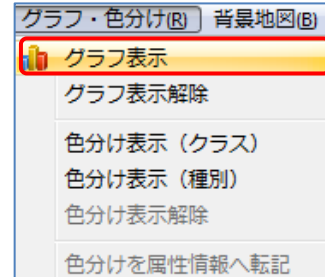 グラフ・色分け(R) 背景地図(B)
グラフ表示
グラフ表示解除
色分け表示（クラス）
色分け表示（種別）
色分け表示解除
色分けを属性情報へ転記